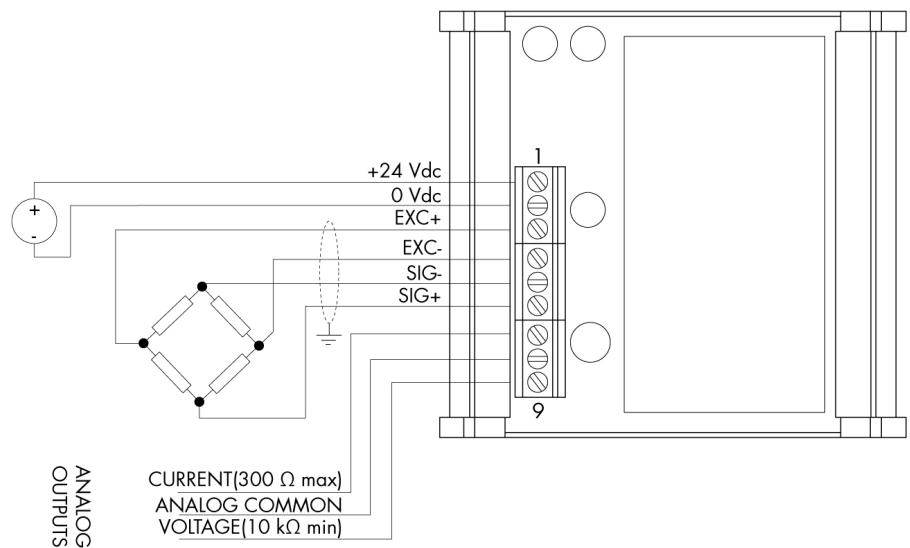 1
+24 Vdc
0 Vdc
EXC+
EXC-
SIG-
SIG+
+
-
9
ANALOG
OUTPUTS
CURRENT(300 Ω max)
ANALOG COMMON
VOLTAGE(10 kΩ min)